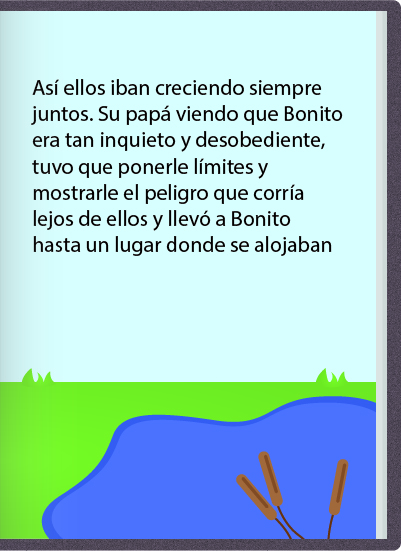 Así ellos iban creciendo siempre
juntos. Su papá viendo que Bonito
era tan inquieto y desobediente,
tuvo que ponerle límites y
mostrarle el peligro que corría
lejos de ellos y llevó a Bonito
hasta un lugar donde se alojaban